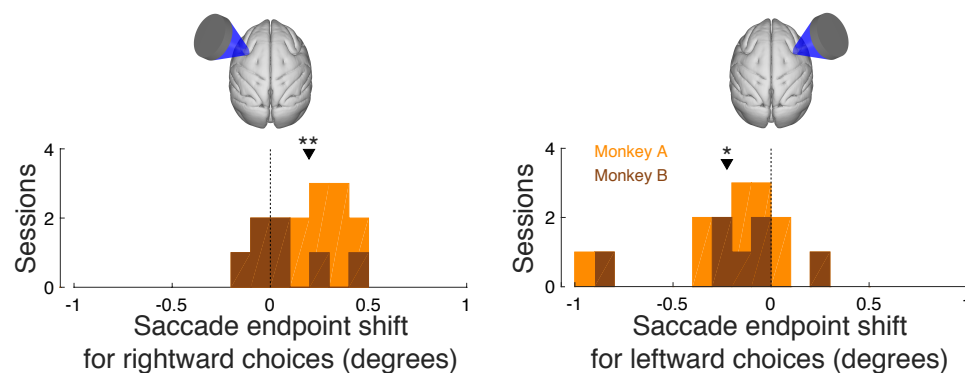 **
4
2
0
Sessions
-1
-0.5
0
0.5
1
Saccade endpoint shift
for rightward choices (degrees)
*
Monkey A
Monkey B
4
2
0
Sessions
-1
-0.5
0
0.5
1
Saccade endpoint shift
for leftward choices (degrees)